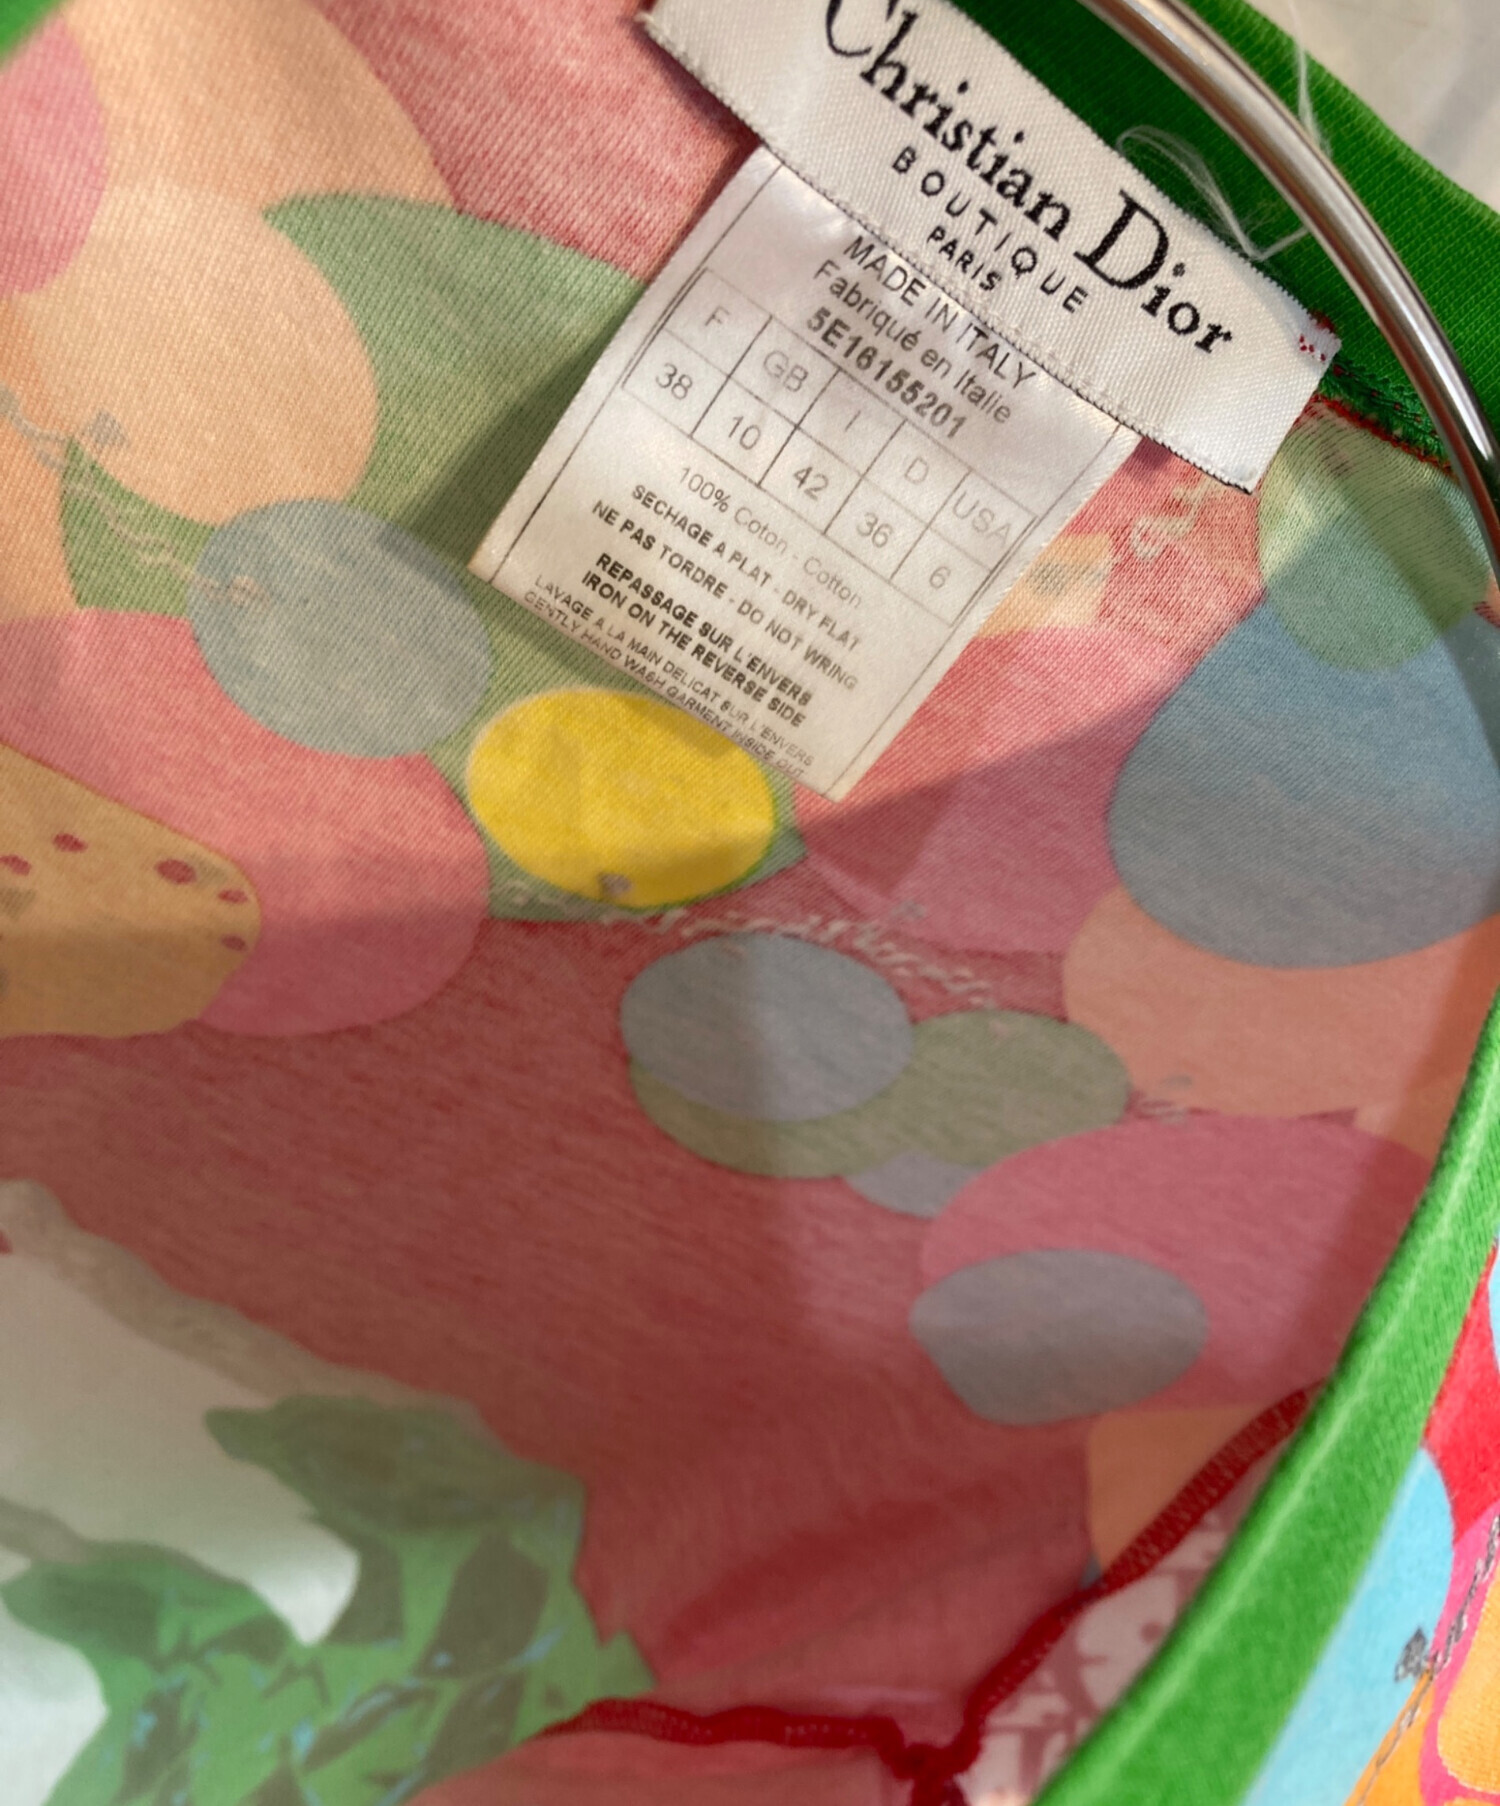 Christian Dior
BOUTIQUE
PARIS
MADE IN ITALY
Fabriqué en Italie
5E16155201
F GB I D USA
38 10 42 36 6
100% Coton - Cotton
SECHAGE A PLAT - DRY FLAT
NE PAS TORDRE - DO NOT WRING
REPASSAGE SUR L'ENVERS
IRON ON THE REVERSE SIDE
LAVAGE A LA MAIN DELICAT SUR L'ENVERS
GENTLY HAND WASH GARMENT INSIDE OUT